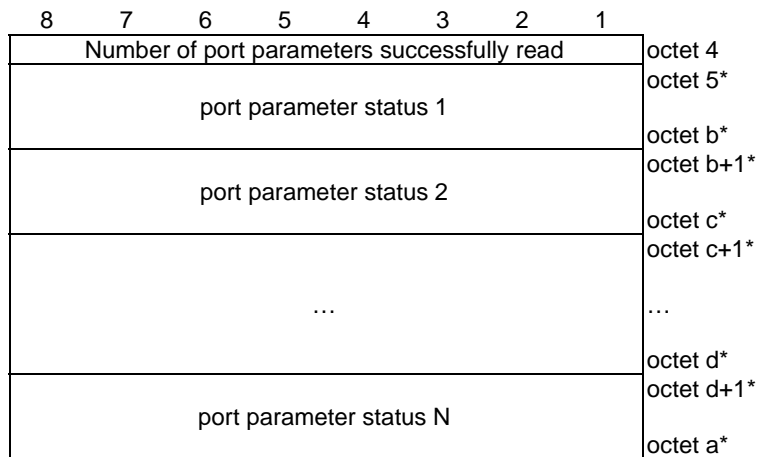 8 7 6 5 4 3 2 1
Number of port parameters successfully read octet 4
octet 5*
port parameter status 1
octet b*
octet b+1*
port parameter status 2
octet c*
octet c+1*
… …
octet d*
octet d+1*
port parameter status N
octet a*